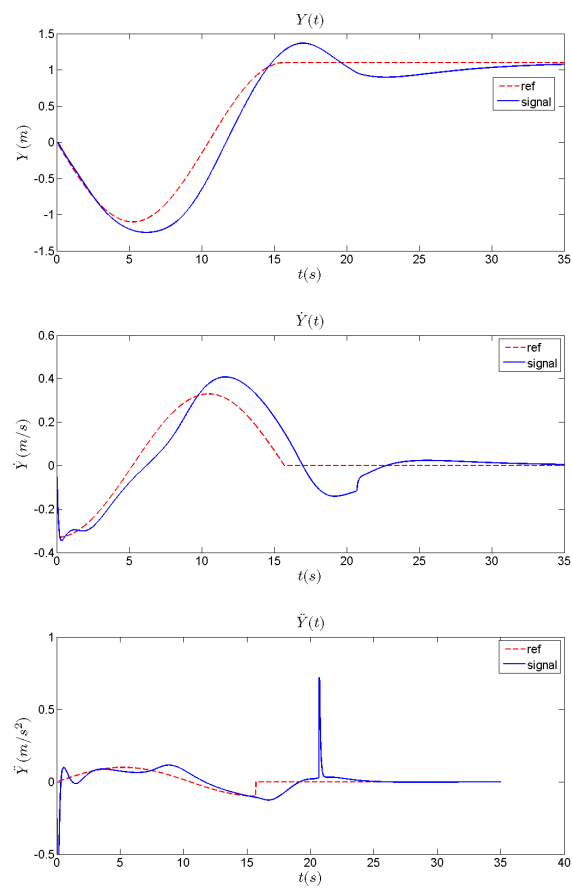 Y(t)
1.5
1
0.5
0
-0.5
-1
-1.5
Y (m)
ref
signal
0 5 10 15 20 25 30 35
t(s)
Ẏ(t)
0.6
0.4
0.2
0
-0.2
-0.4
Ẏ (m/s)
ref
signal
0 5 10 15 20 25 30 35
t(s)
Ÿ(t)
1
0.5
0
-0.5
Ÿ (m/s²)
ref
signal
0 5 10 15 20 25 30 35 40
t(s)